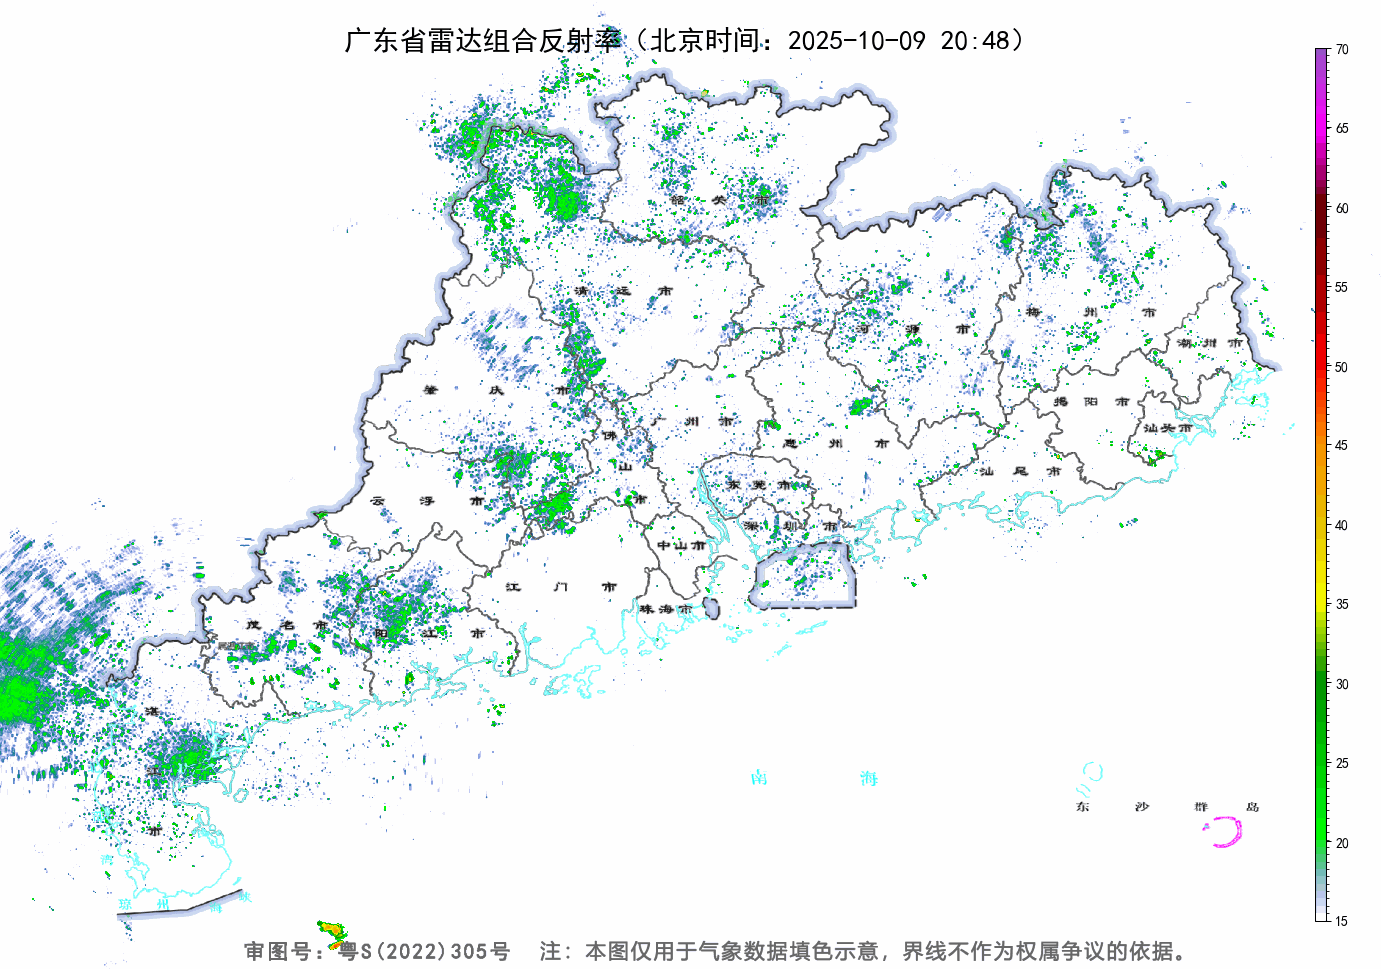 广东省雷达组合反射率（北京时间：2025-10-09 20:48）
70
65
60
55
50
45
40
35
30
25
20
15
韶关市
清远市
河源市
梅州市
潮州市
肇庆市
广州市
佛山市
惠州市
揭阳市
汕头市
汕尾市
云浮市
东莞市
深圳市
中山市
江门市
珠海市
茂名市
阳江市
湛江市
南海
东沙群岛
琼州海峡
审图号：粤S(2022)305号 注：本图仅用于气象数据填色示意，界线不作为权属争议的依据。